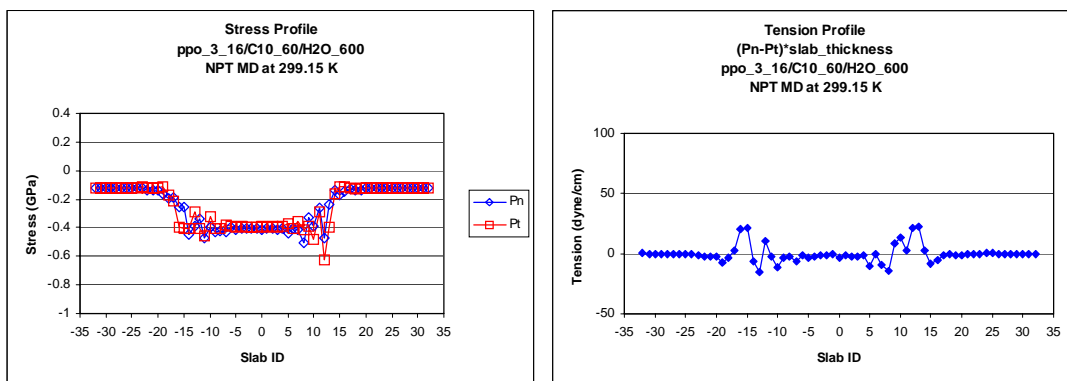 Stress Profile
ppo_3_16/C10_60/H2O_600
NPT MD at 299.15 K
0.4
0.2
0
-0.2
-0.4
-0.6
-0.8
-1
Stress (GPa)
-35 -30 -25 -20 -15 -10 -5 0 5 10 15 20 25 30 35
Slab ID
Pn
Pt
Tension Profile
(Pn-Pt)*slab_thickness
ppo_3_16/C10_60/H2O_600
NPT MD at 299.15 K
100
50
0
-50
Tension (dyne/cm)
-35 -30 -25 -20 -15 -10 -5 0 5 10 15 20 25 30 35
Slab ID